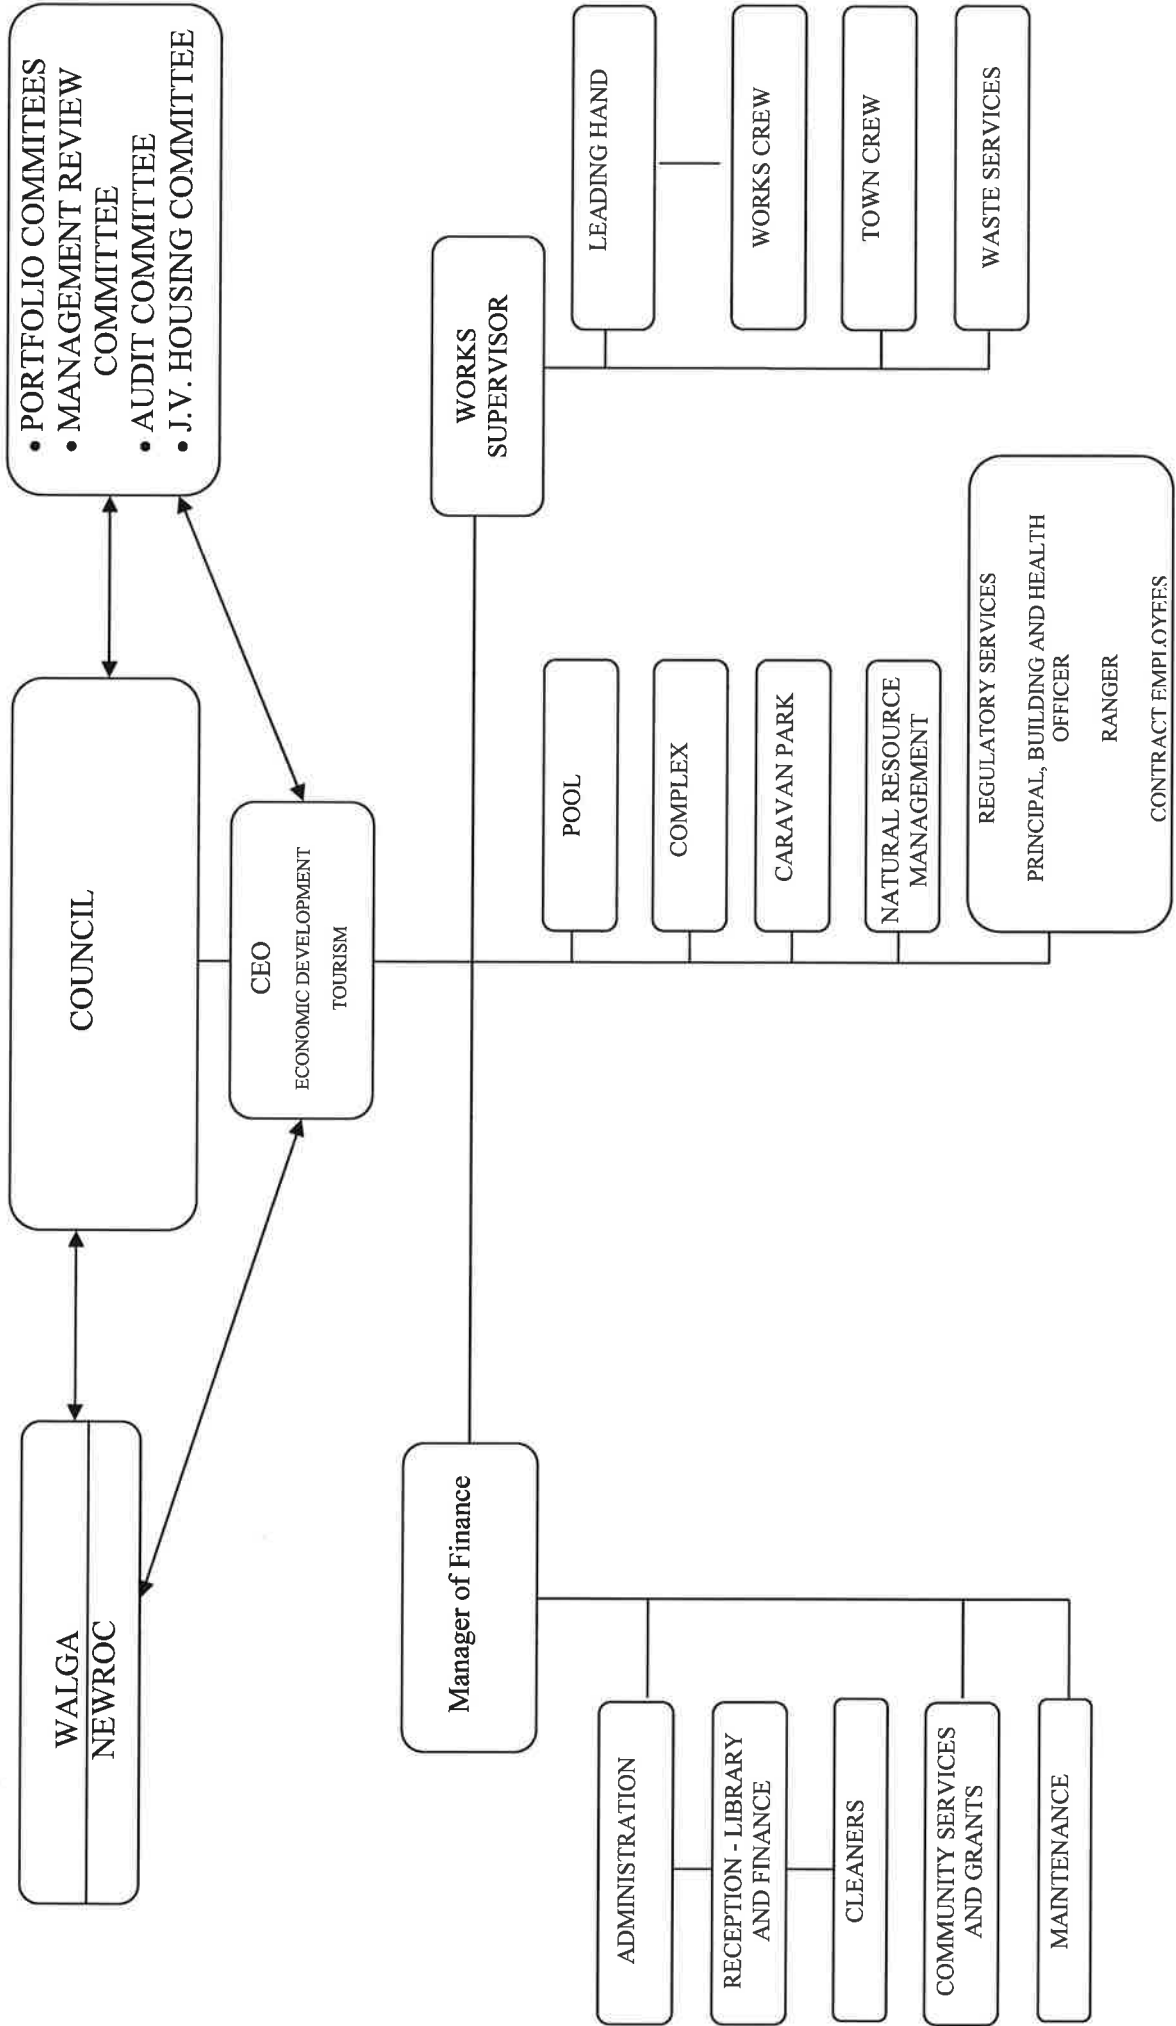 WALGA
NEWROC
COUNCIL
• PORTFOLIO COMMITEES
• MANAGEMENT REVIEW
COMMITTEE
• AUDIT COMMITTEE
• J.V. HOUSING COMMITTEE
CEO
ECONOMIC DEVELOPMENT
TOURISM
Manager of Finance
WORKS
SUPERVISOR
ADMINISTRATION
RECEPTION - LIBRARY
AND FINANCE
CLEANERS
COMMUNITY SERVICES
AND GRANTS
MAINTENANCE
POOL
COMPLEX
CARAVAN PARK
NATURAL RESOURCE
MANAGEMENT
REGULATORY SERVICES
PRINCIPAL, BUILDING AND HEALTH
OFFICER
RANGER
CONTRACT EMPLOYEES
LEADING HAND
WORKS CREW
TOWN CREW
WASTE SERVICES